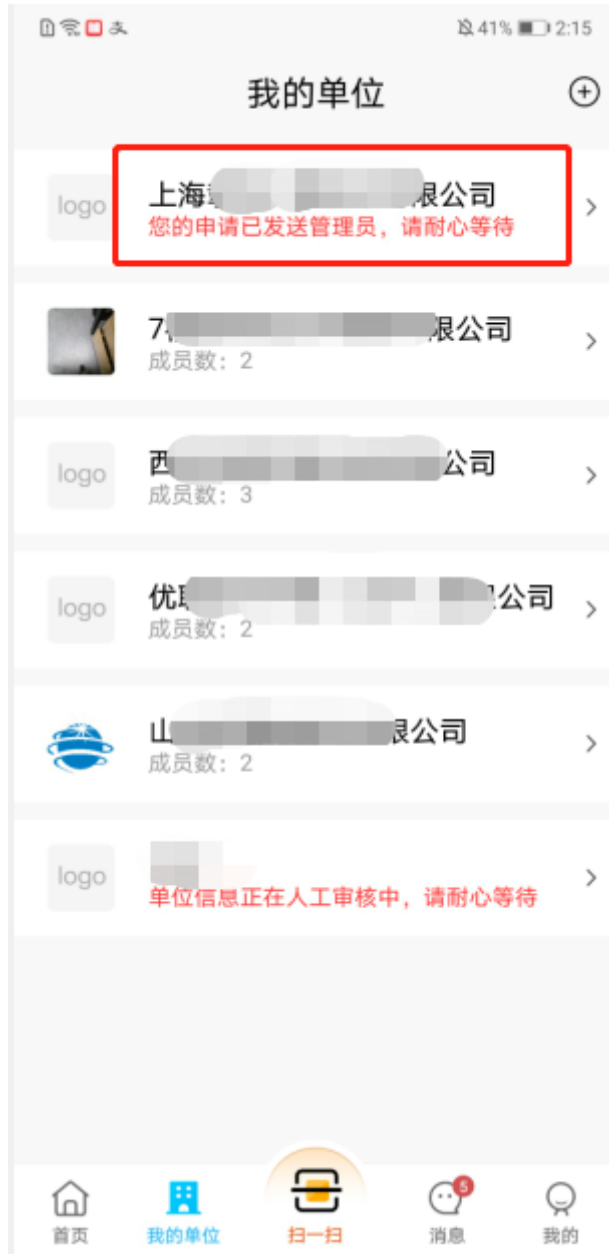 41% 2:15
我的单位
logo
上海 限公司
您的申请已发送管理员，请耐心等待
7 限公司
成员数：2
logo
西 公司
成员数：3
logo
优 公司
成员数：2
山 限公司
成员数：2
logo
单位信息正在人工审核中，请耐心等待
5
首页 我的单位 扫一扫 消息 我的